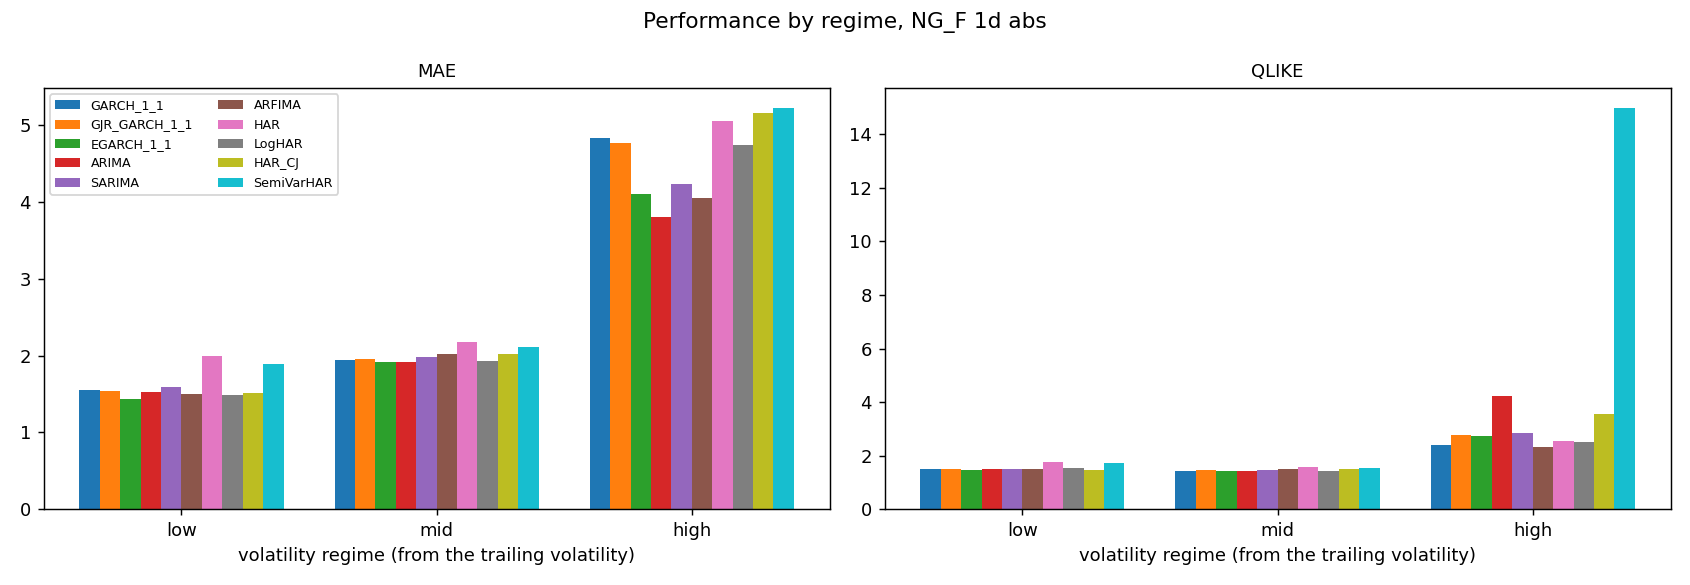 Performance by regime, NG_F 1d abs
MAE
5
4
3
2
1
0
GARCH_1_1
GJR_GARCH_1_1
EGARCH_1_1
ARIMA
SARIMA
ARFIMA
HAR
LogHAR
HAR_CJ
SemiVarHAR
low mid high
volatility regime (from the trailing volatility)
QLIKE
14
12
10
8
6
4
2
0
low mid high
volatility regime (from the trailing volatility)